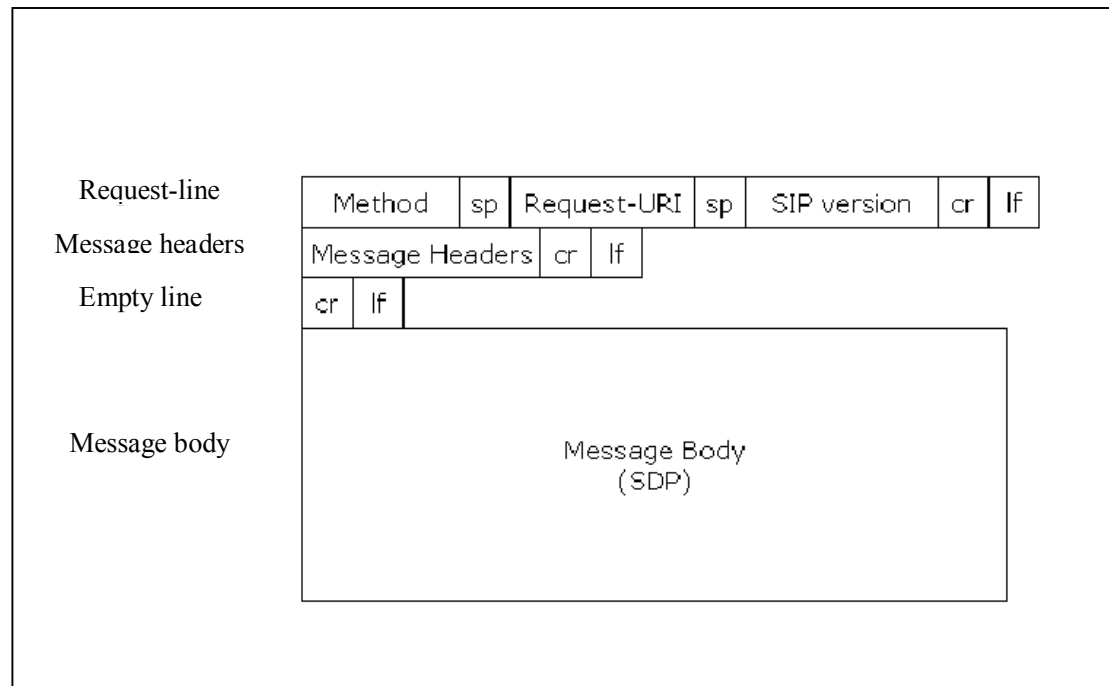 Request-line
Method sp Request-URI sp SIP version cr lf
Message headers
Message Headers cr lf
Empty line
cr lf
Message body
Message Body
(SDP)